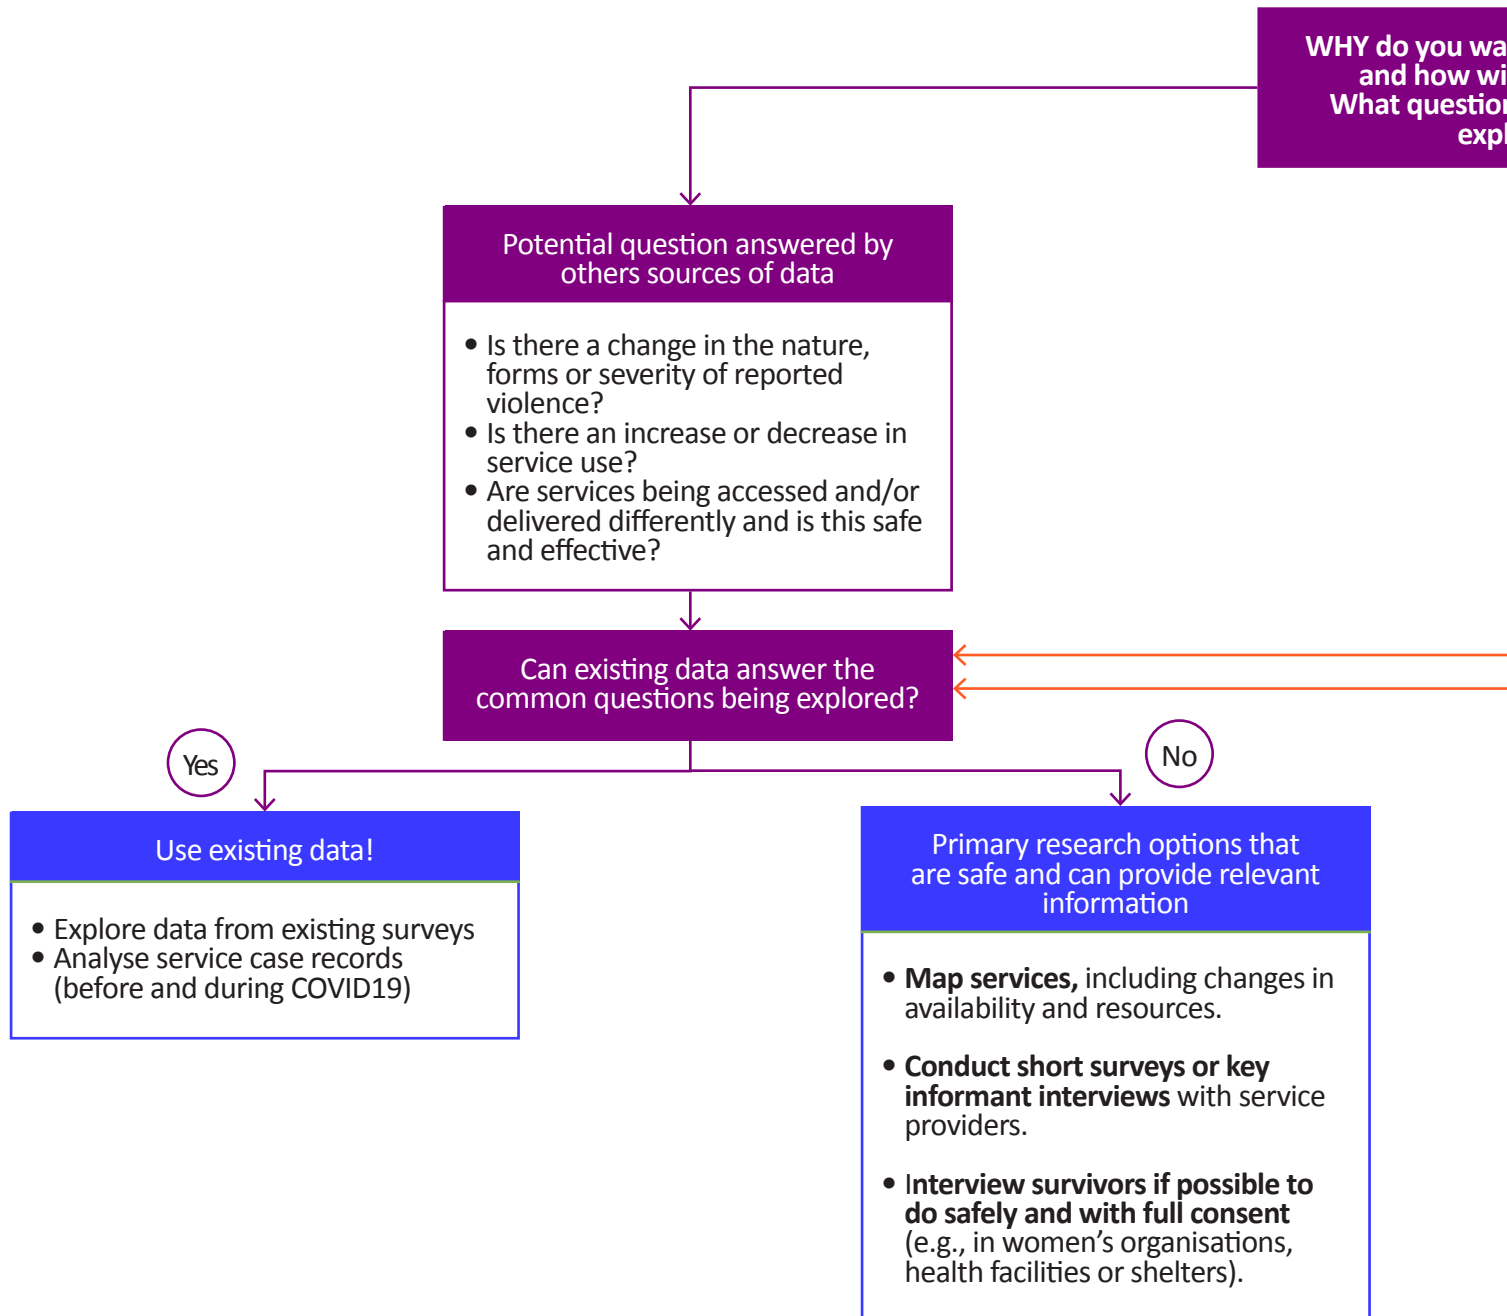 WHY do you wa
and how wi
What question
expl
Potential question answered by
others sources of data
• Is there a change in the nature,
forms or severity of reported
violence?
• Is there an increase or decrease in
service use?
• Are services being accessed and/or
delivered differently and is this safe
and effective?
Can existing data answer the
common questions being explored?
Yes
No
Use existing data!
• Explore data from existing surveys
• Analyse service case records
(before and during COVID19)
Primary research options that
are safe and can provide relevant
information
• Map services, including changes in
availability and resources.
• Conduct short surveys or key
informant interviews with service
providers.
• Interview survivors if possible to
do safely and with full consent
(e.g., in women's organisations,
health facilities or shelters).